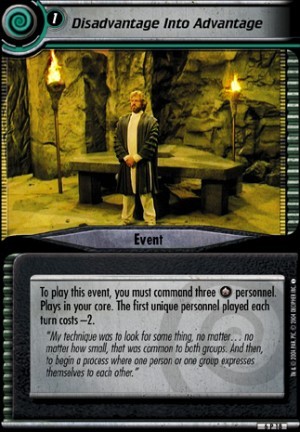 1 Disadvantage Into Advantage
Event
To play this event, you must command three personnel.
Plays in your core. The first unique personnel played each
turn costs –2.
"My technique was to look for some thing, no matter... no
matter how small, that was common to both groups. And then,
to begin a process where one person or one group expresses
themselves to each other."